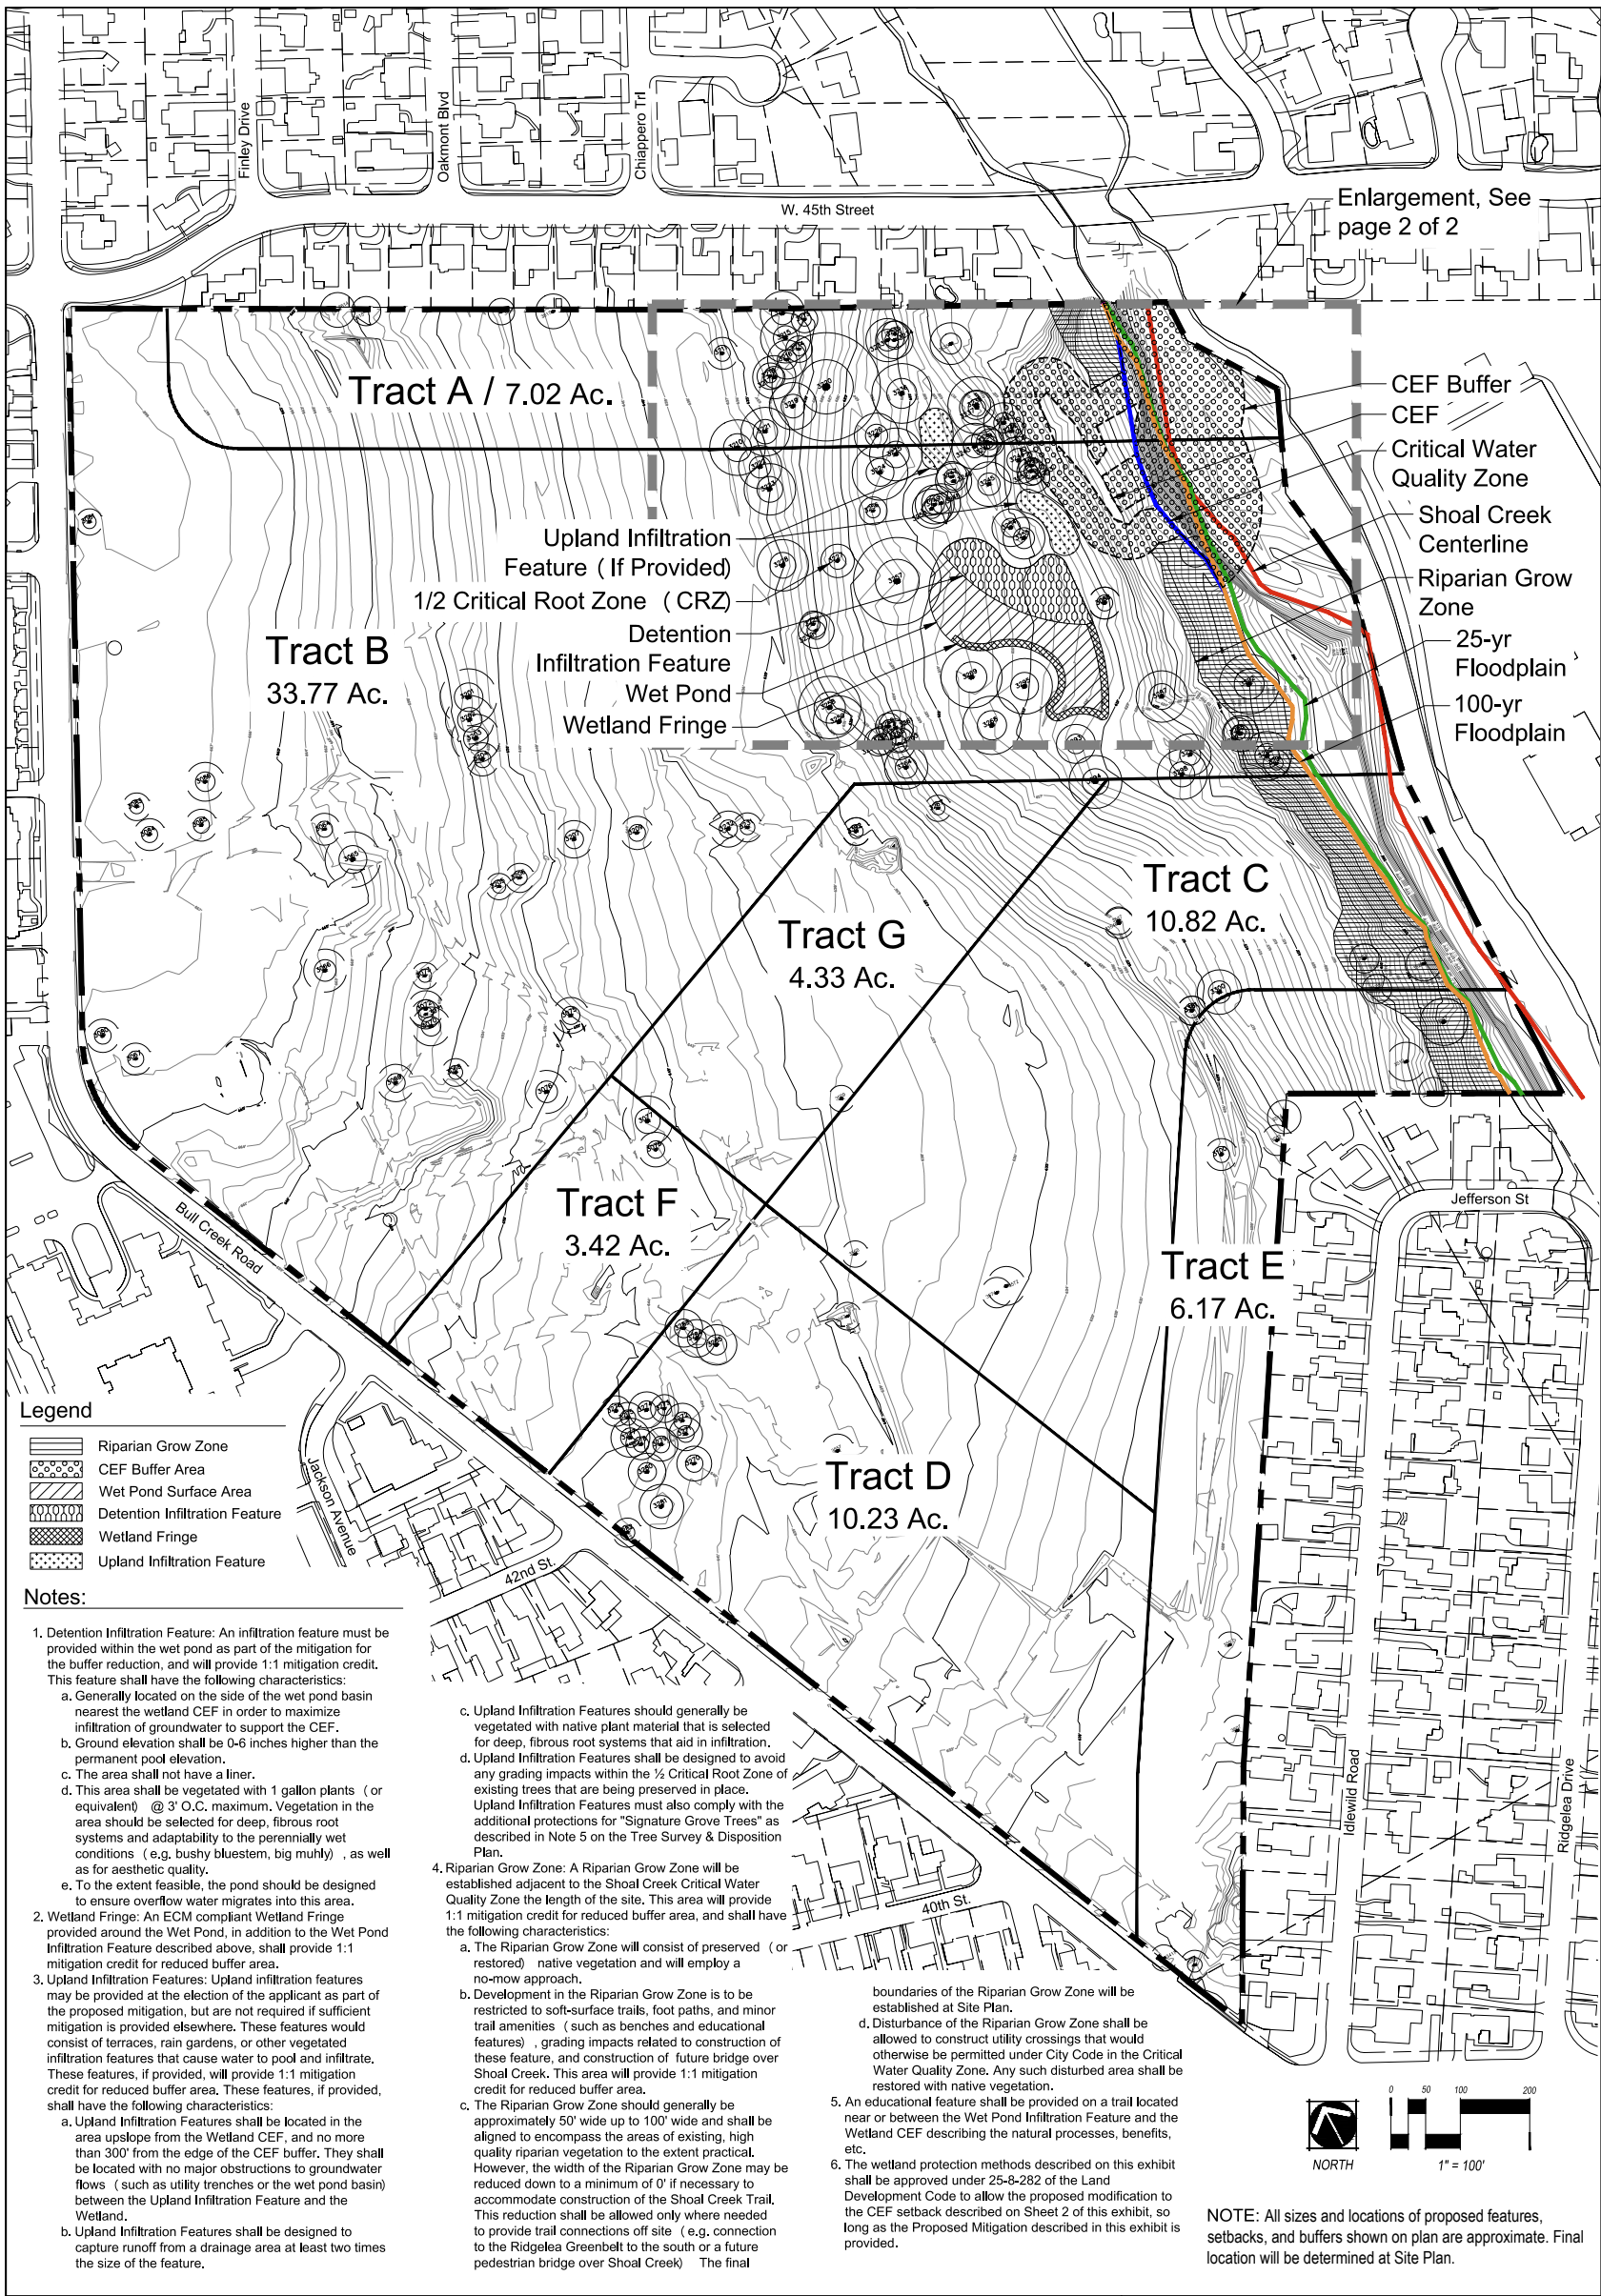 Finley Drive
Oakmont Blvd
Chiappero Trl
W. 45th Street
Enlargement, See
page 2 of 2
Tract A / 7.02 Ac.
CEF Buffer
CEF
Critical Water
Quality Zone
Shoal Creek
Centerline
Riparian Grow
Zone
25-yr
Floodplain
100-yr
Floodplain
Upland Infiltration
Feature ( If Provided)
1/2 Critical Root Zone ( CRZ)
Detention
Infiltration Feature
Wet Pond
Wetland Fringe
Tract B
33.77 Ac.
Tract C
10.82 Ac.
Tract G
4.33 Ac.
Tract F
3.42 Ac.
Tract E
6.17 Ac.
Tract D
10.23 Ac.
Jefferson St
Bull Creek Road
Jackson Avenue
42nd St.
40th St.
Idlewild Road
Ridgelea Drive
Legend
Riparian Grow Zone
CEF Buffer Area
Wet Pond Surface Area
Detention Infiltration Feature
Wetland Fringe
Upland Infiltration Feature
Notes:
1. Detention Infiltration Feature: An infiltration feature must be
provided within the wet pond as part of the mitigation for
the buffer reduction, and will provide 1:1 mitigation credit.
This feature shall have the following characteristics:
a. Generally located on the side of the wet pond basin
nearest the wetland CEF in order to maximize
infiltration of groundwater to support the CEF.
b. Ground elevation shall be 0-6 inches higher than the
permanent pool elevation.
c. The area shall not have a liner.
d. This area shall be vegetated with 1 gallon plants ( or
equivalent) @ 3' O.C. maximum. Vegetation in the
area should be selected for deep, fibrous root
systems and adaptability to the perennially wet
conditions ( e.g. bushy bluestem, big muhly) , as well
as for aesthetic quality.
e. To the extent feasible, the pond should be designed
to ensure overflow water migrates into this area.
2. Wetland Fringe: An ECM compliant Wetland Fringe
provided around the Wet Pond, in addition to the Wet Pond
Infiltration Feature described above, shall provide 1:1
mitigation credit for reduced buffer area.
3. Upland Infiltration Features: Upland infiltration features
may be provided at the election of the applicant as part of
the proposed mitigation, but are not required if sufficient
mitigation is provided elsewhere. These features would
consist of terraces, rain gardens, or other vegetated
infiltration features that cause water to pool and infiltrate.
These features, if provided, will provide 1:1 mitigation
credit for reduced buffer area. These features, if provided,
shall have the following characteristics:
a. Upland Infiltration Features shall be located in the
area upslope from the Wetland CEF, and no more
than 300' from the edge of the CEF buffer. They shall
be located with no major obstructions to groundwater
flows ( such as utility trenches or the wet pond basin)
between the Upland Infiltration Feature and the
Wetland.
b. Upland Infiltration Features shall be designed to
capture runoff from a drainage area at least two times
the size of the feature.
c. Upland Infiltration Features should generally be
vegetated with native plant material that is selected
for deep, fibrous root systems that aid in infiltration.
d. Upland Infiltration Features shall be designed to avoid
any grading impacts within the ½ Critical Root Zone of
existing trees that are being preserved in place.
Upland Infiltration Features must also comply with the
additional protections for "Signature Grove Trees" as
described in Note 5 on the Tree Survey & Disposition
Plan.
4. Riparian Grow Zone: A Riparian Grow Zone will be
established adjacent to the Shoal Creek Critical Water
Quality Zone the length of the site. This area will provide
1:1 mitigation credit for reduced buffer area, and shall have
the following characteristics:
a. The Riparian Grow Zone will consist of preserved ( or
restored) native vegetation and will employ a
no-mow approach.
b. Development in the Riparian Grow Zone is to be
restricted to soft-surface trails, foot paths, and minor
trail amenities ( such as benches and educational
features) , grading impacts related to construction of
these feature, and construction of future bridge over
Shoal Creek. This area will provide 1:1 mitigation
credit for reduced buffer area.
c. The Riparian Grow Zone should generally be
approximately 50' wide up to 100' wide and shall be
aligned to encompass the areas of existing, high
quality riparian vegetation to the extent practical.
However, the width of the Riparian Grow Zone may be
reduced down to a minimum of 0' if necessary to
accommodate construction of the Shoal Creek Trail.
This reduction shall be allowed only where needed
to provide trail connections off site ( e.g. connection
to the Ridgelea Greenbelt to the south or a future
pedestrian bridge over Shoal Creek) The final
boundaries of the Riparian Grow Zone will be
established at Site Plan.
d. Disturbance of the Riparian Grow Zone shall be
allowed to construct utility crossings that would
otherwise be permitted under City Code in the Critical
Water Quality Zone. Any such disturbed area shall be
restored with native vegetation.
5. An educational feature shall be provided on a trail located
near or between the Wet Pond Infiltration Feature and the
Wetland CEF describing the natural processes, benefits,
etc.
6. The wetland protection methods described on this exhibit
shall be approved under 25-8-282 of the Land
Development Code to allow the proposed modification to
the CEF setback described on Sheet 2 of this exhibit, so
long as the Proposed Mitigation described in this exhibit is
provided.
NORTH
0 50 100 200
1" = 100'
NOTE: All sizes and locations of proposed features,
setbacks, and buffers shown on plan are approximate. Final
location will be determined at Site Plan.